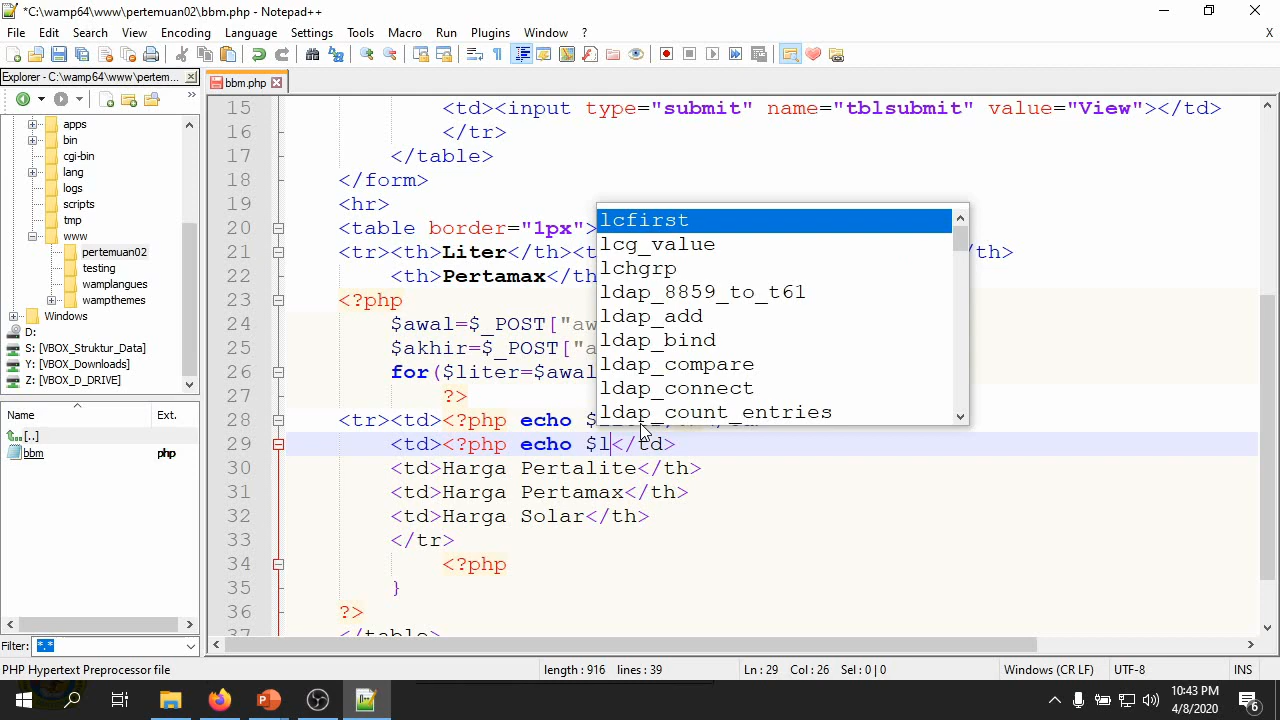 *C:\wamp64\www\pertemuan02\bbm.php - Notepad++
File Edit Search View Encoding Language Settings Tools Macro Run Plugins Window ? X
Explorer - C:\wamp64\www\pertem...
bbm.php
apps
bin
cgi-bin
lang
logs
scripts
tmp
www
pertemuan02
testing
wamplangues
wampthemes
Windows
D:
S: [VBOX_Struktur_Data]
Y: [VBOX_Downloads]
Z: [VBOX_D_DRIVE]
Name Ext.
[..]
bbm php
Filter: *.*
15 <td><input type="submit" name="tblsubmit" value="View"></td>
16 </tr>
17 </table>
18 </form>
19 <hr>
20 <table border="1px">
21 <tr><th>Liter</th><t h>
22 <th>Pertamax</th
23 <?php
24 $awal=$_POST["aw
25 $akhir=$_POST["a
26 for($liter=$awal
27 ?>
28 <tr><td><?php echo $
29 <td><?php echo $l</td>
30 <td>Harga Pertalite</th>
31 <td>Harga Pertamax</th>
32 <td>Harga Solar</th>
33 </tr>
34 <?php
35 }
36 ?>
37 </table>
lcfirst
lcg_value
lchgrp
ldap_8859_to_t61
ldap_add
ldap_bind
ldap_compare
ldap_connect
ldap_count_entries
PHP Hypertext Preprocessor file length : 916 lines : 39 Ln : 29 Col : 26 Sel : 0 | 0 Windows (CR LF) UTF-8 INS
10:43 PM
4/8/2020
6